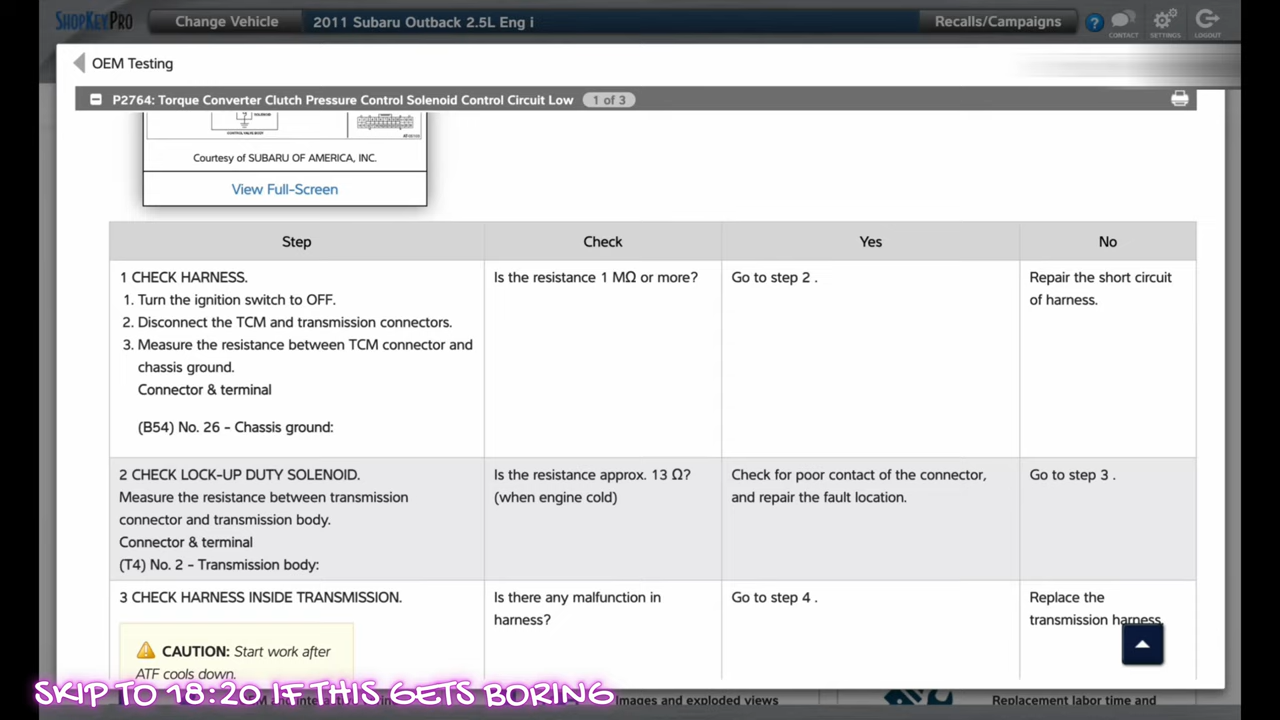 ShopKeyPro Change Vehicle 2011 Subaru Outback 2.5L Eng i Recalls/Campaigns ? CONTACT SETTINGS LOGOUT
OEM Testing
P2764: Torque Converter Clutch Pressure Control Solenoid Control Circuit Low 1 of 3
Courtesy of SUBARU OF AMERICA, INC.
View Full-Screen
Step Check Yes No
1 CHECK HARNESS.
1. Turn the ignition switch to OFF.
2. Disconnect the TCM and transmission connectors.
3. Measure the resistance between TCM connector and
chassis ground.
Connector & terminal
(B54) No. 26 – Chassis ground:
Is the resistance 1 MΩ or more?
Go to step 2 .
Repair the short circuit
of harness.
2 CHECK LOCK-UP DUTY SOLENOID.
Measure the resistance between transmission
connector and transmission body.
Connector & terminal
(T4) No. 2 – Transmission body:
Is the resistance approx. 13 Ω?
(when engine cold)
Check for poor contact of the connector,
and repair the fault location.
Go to step 3 .
3 CHECK HARNESS INSIDE TRANSMISSION.
CAUTION: Start work after
ATF cools down.
Is there any malfunction in
harness?
Go to step 4 .
Replace the
transmission harness.
SKIP TO 18:20 IF THIS GETS BORING
images and exploded views
Replacement labor time and